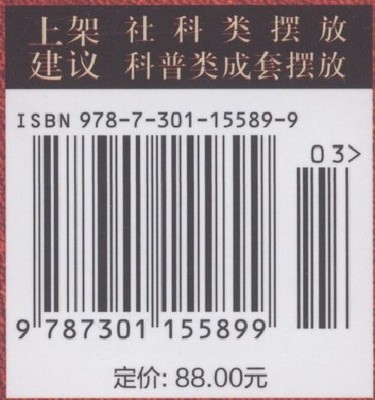 上架 社科类摆放
建议 科普类成套摆放
ISBN 978-7-301-15589-9
03>
9 787301 155899
定价: 88.00元